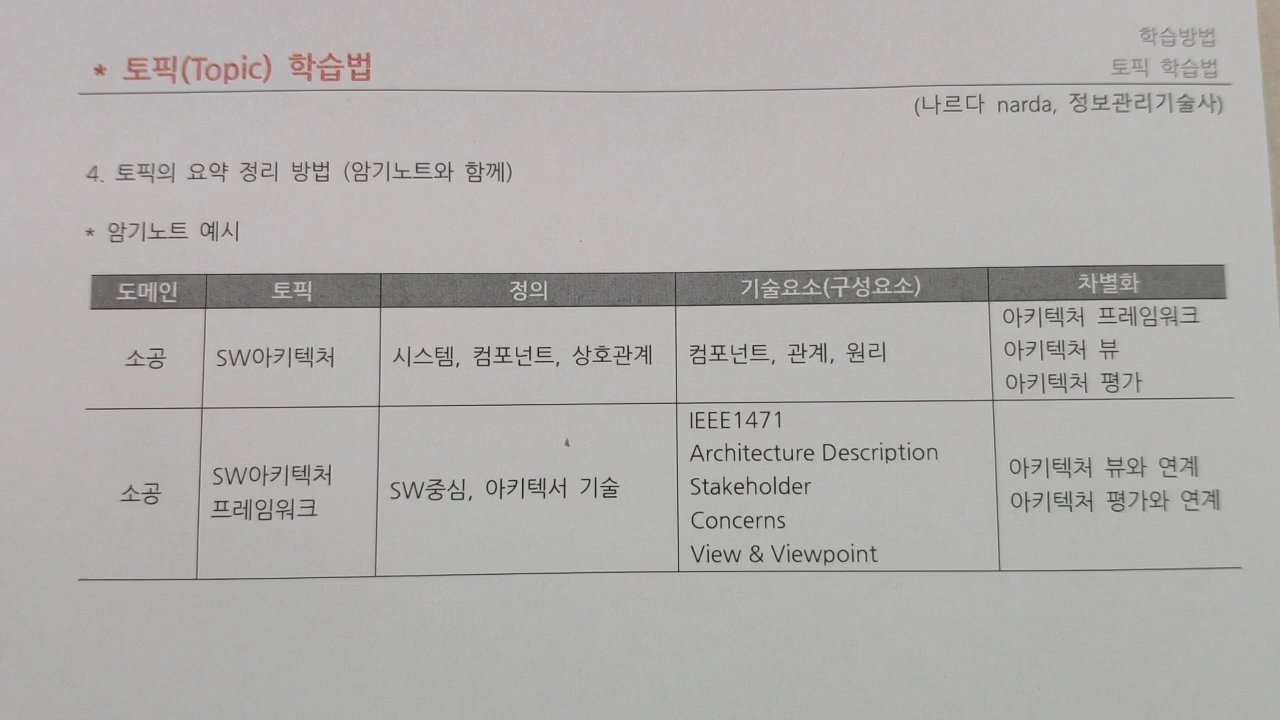 학습방법
* 토픽(Topic) 학습법
토픽 학습법
(나르다 narda, 정보관리기술사)
4. 토픽의 요약 정리 방법 (암기노트와 함께)
* 암기노트 예시
도메인 토픽 정의 기술요소(구성요소) 차별화
소공
SW아키텍처
시스템, 컴포넌트, 상호관계
컴포넌트, 관계, 원리
아키텍처 프레임워크
아키텍처 뷰
아키텍처 평가
소공
SW아키텍처
프레임워크
SW중심, 아키텍서 기술
IEEE1471
Architecture Description
Stakeholder
Concerns
View & Viewpoint
아키텍처 뷰와 연계
아키텍처 평가와 연계